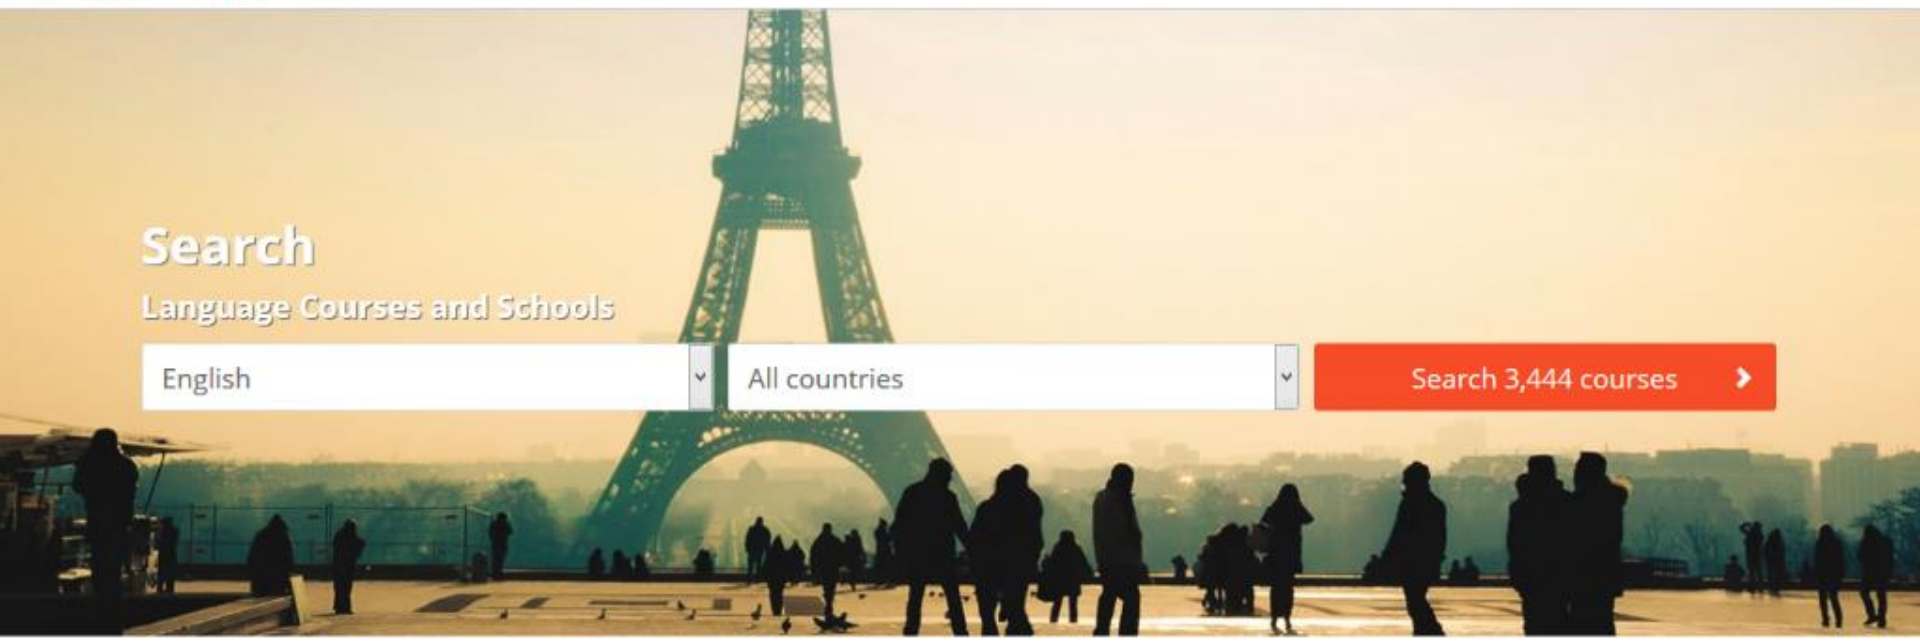 Search
Language Courses and Schools
English
All countries
Search 3,444 courses